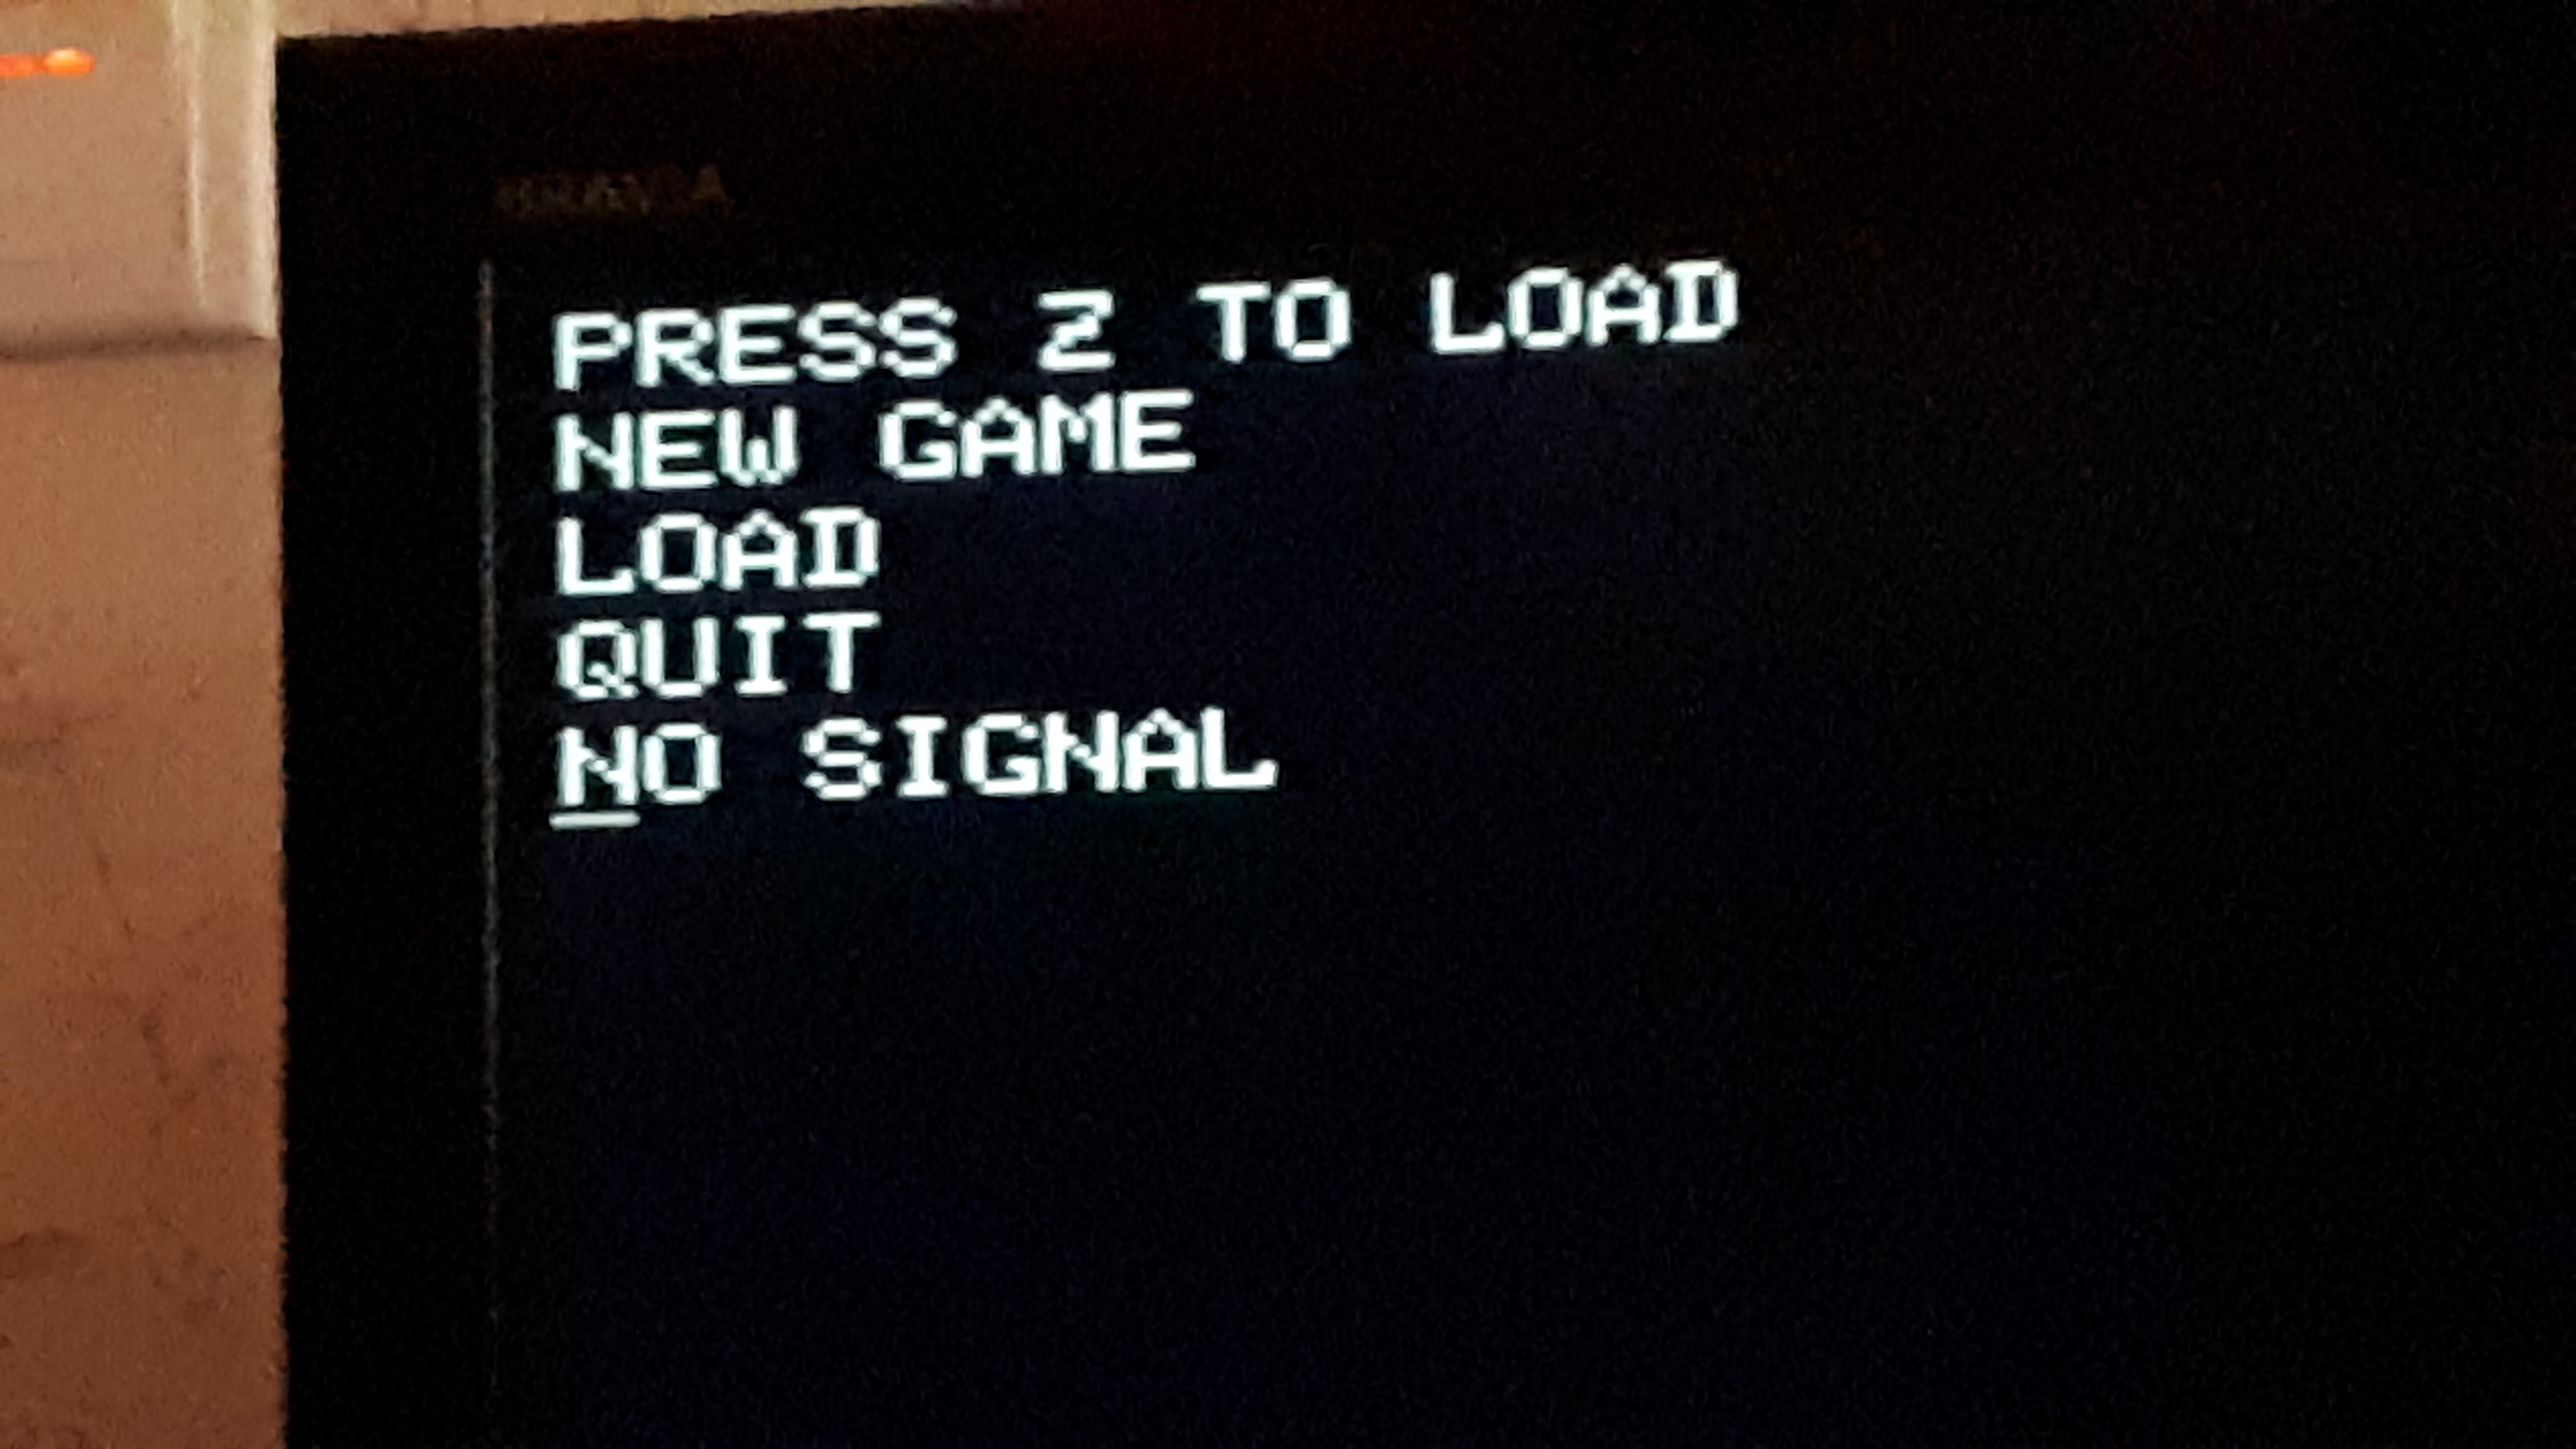 PRESS Z TO LOAD
NEW GAME
LOAD
QUIT
NO SIGNAL